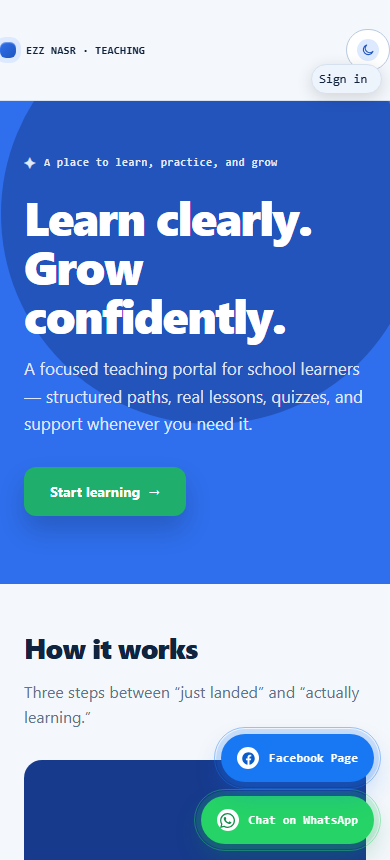 EZZ NASR · TEACHING
Sign in
A place to learn, practice, and grow
Learn clearly.
Grow
confidently.
A focused teaching portal for school learners
— structured paths, real lessons, quizzes, and
support whenever you need it.
Start learning →
How it works
Three steps between “just landed” and “actually
learning.”
Facebook Page
Chat on WhatsApp